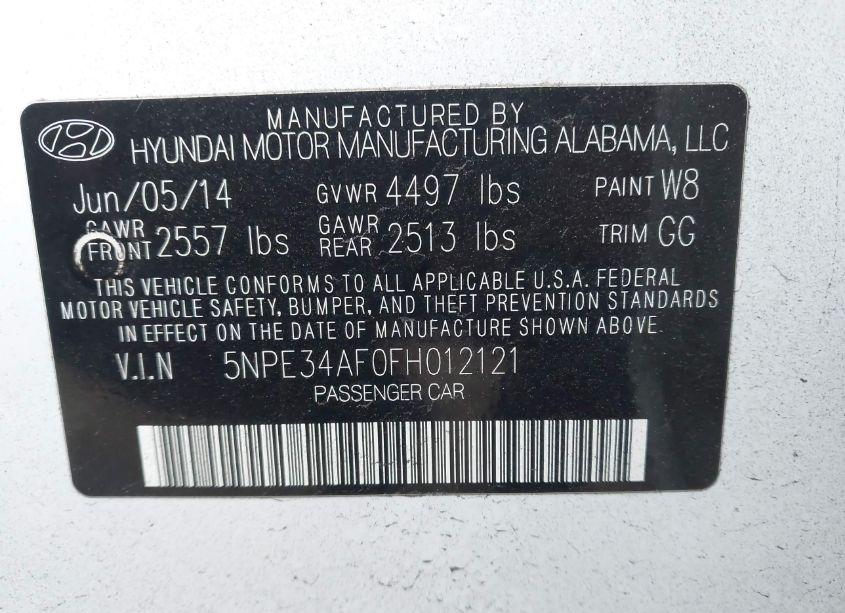 MANUFACTURED BY
HYUNDAI MOTOR MANUFACTURING ALABAMA, LLC
Jun/05/14 GVWR 4497 lbs PAINT W8
GAWR FRONT 2557 lbs GAWR REAR 2513 lbs TRIM GG
THIS VEHICLE CONFORMS TO ALL APPLICABLE U.S.A. FEDERAL
MOTOR VEHICLE SAFETY, BUMPER, AND THEFT PREVENTION STANDARDS
IN EFFECT ON THE DATE OF MANUFACTURE SHOWN ABOVE.
V.I.N 5NPE34AF0FH012121
PASSENGER CAR